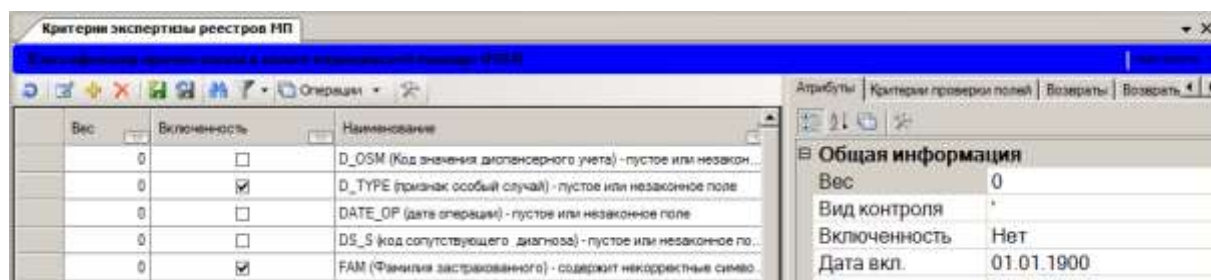 Критерии экспертизы реестров МП
Операции
Атрибуты Критерии проверки полей Возвраты Возврать
Вес Включенность Наименование
0 D_OSM (Код значения диспансерного учета) - пустое или незакон...
0 D_TYPE (признак особый случай) - пустое или незаконное поле
0 DATE_OP (дата операции) - пустое или незаконное поле
0 DS_S (код сопутствующего диагноза) - пустое или незаконное по...
0 FAM (Фамилия застрахованного) - содержит некорректные симво...
Общая информация
Вес 0
Вид контроля '
Включенность Нет
Дата вкл. 01.01.1900